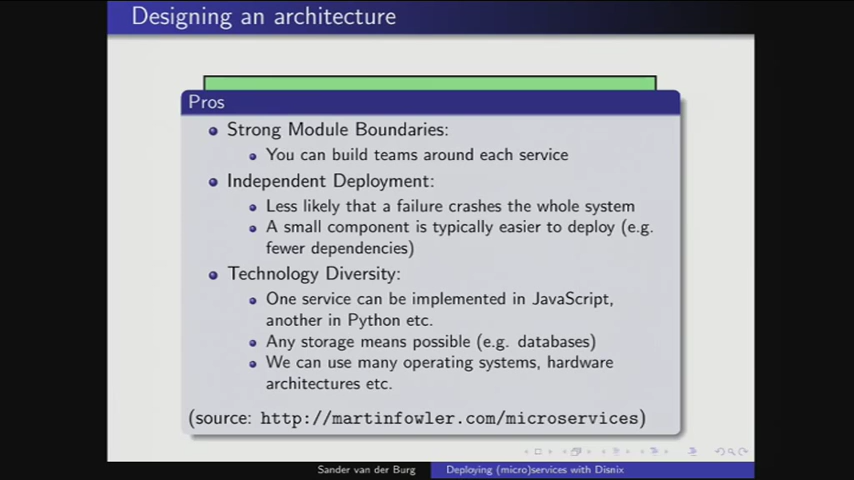 Designing an architecture
Pros
Strong Module Boundaries:
You can build teams around each service
Independent Deployment:
Less likely that a failure crashes the whole system
A small component is typically easier to deploy (e.g.
fewer dependencies)
Technology Diversity:
One service can be implemented in JavaScript,
another in Python etc.
Any storage means possible (e.g. databases)
We can use many operating systems, hardware
architectures etc.
(source: http://martinfowler.com/microservices)
Sander van der Burg
Deploying (micro)services with Disnix